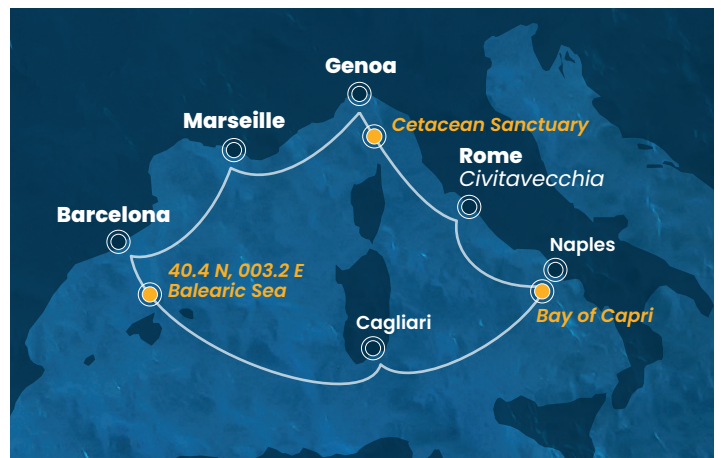 Genoa
Marseille
Cetacean Sanctuary
Rome
Civitavecchia
Barcelona
Naples
40.4 N, 003.2 E
Balearic Sea
Bay of Capri
Cagliari